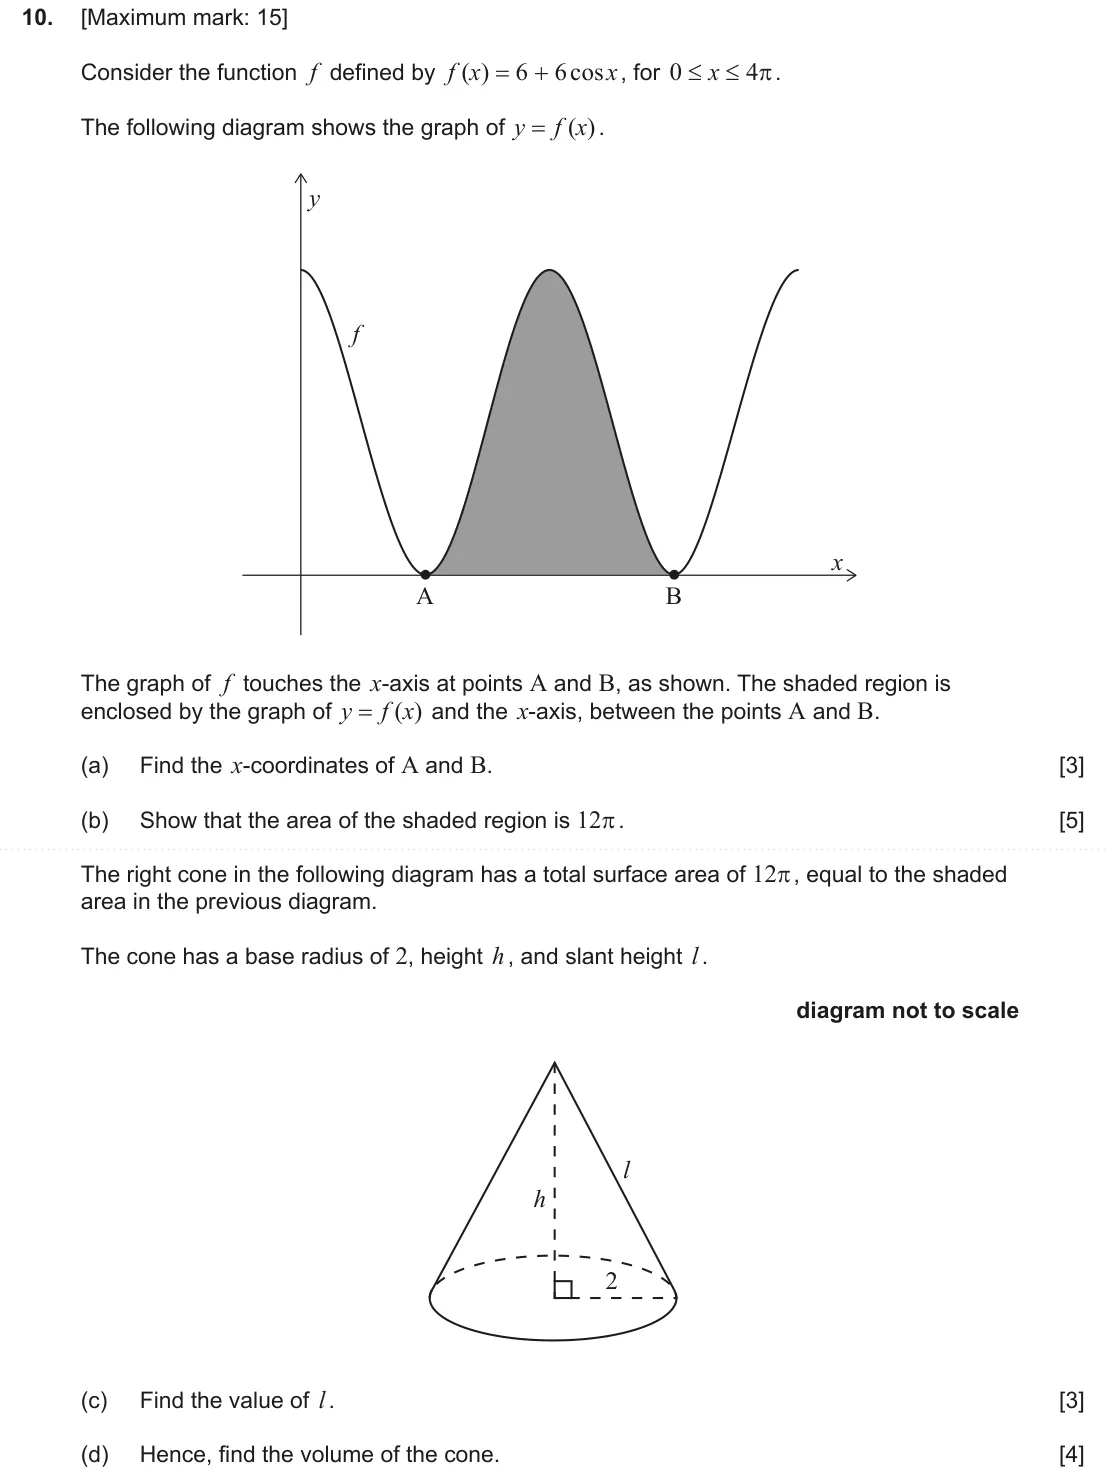 10. [Maximum mark: 15]
Consider the function f defined by f(x) = 6 + 6cosx, for 0 ≤ x ≤ 4π.
The following diagram shows the graph of y = f(x).
y
f
x
A B
The graph of f touches the x-axis at points A and B, as shown. The shaded region is
enclosed by the graph of y = f(x) and the x-axis, between the points A and B.
(a) Find the x-coordinates of A and B. [3]
(b) Show that the area of the shaded region is 12π. [5]
The right cone in the following diagram has a total surface area of 12π, equal to the shaded
area in the previous diagram.
The cone has a base radius of 2, height h, and slant height l.
diagram not to scale
l
h
2
(c) Find the value of l. [3]
(d) Hence, find the volume of the cone. [4]